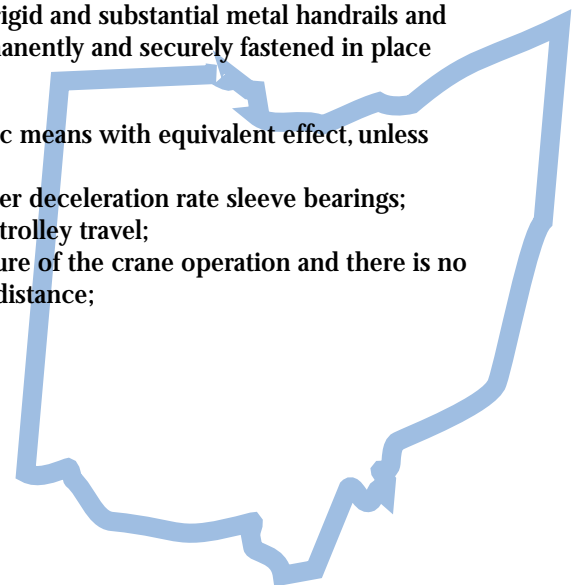 rigid and substantial metal handrails and
manently and securely fastened in place
c means with equivalent effect, unless
er deceleration rate sleeve bearings;
trolley travel;
ure of the crane operation and there is no
distance;